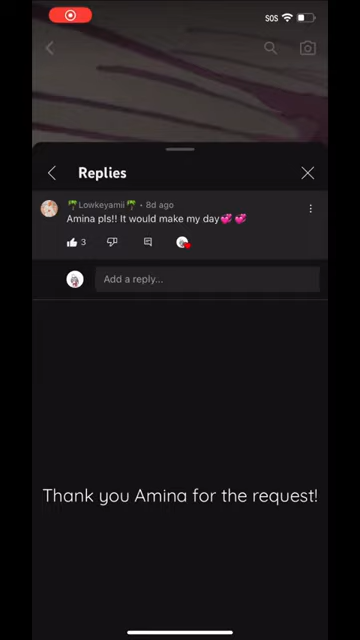 SOS
Replies
🌴Lowkeyamii🌴 • 8d ago
Amina pls!! It would make my day💞💞
3
Add a reply...
Thank you Amina for the request!